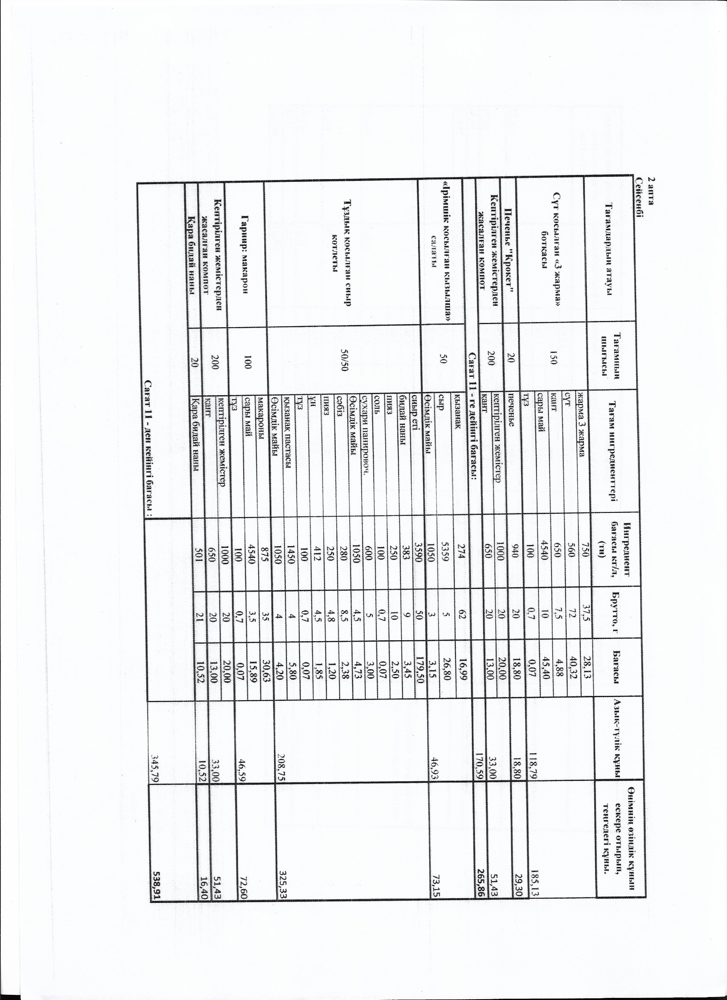 2 апта
Сейсенбі
Тағамдардың атауы | Тағамның шығысы | Тағам ингредиенттері | Ингредиент бағасы кг/л, (тн) | Брутто, г | Бағасы | Азық-түлік құны | Өнімнің өзіндік құнын ескере отырып, теңгедегі құны.
Сүт қосылған «3 жарма» ботқасы | 150 | жарма 3 жарма | 750 | 37,5 | 28,13 | 118,79 | 185,13
сүт | 560 | 72 | 40,32
кант | 650 | 7,5 | 4,88
сары май | 4540 | 10 | 45,40
тұз | 100 | 0,7 | 0,07
Печенье "Крокет" | 20 | печенье | 940 | 20 | 18,80 | 18,80 | 29,30
Кептірілген жемістерден жасалған компот | 200 | кептірілген жемістер | 1000 | 20 | 20,00 | 33,00 | 51,43
кант | 650 | 20 | 13,00
Сағат 11 - ге дейінгі бағасы: | 170,59 | 265,86
«Ірімшік қосылған қызылша» салаты | 50 | қызанақ | 274 | 62 | 16,99 | 46,93 | 73,15
сыр | 5359 | 5 | 26,80
Өсімдік майы | 1050 | 3 | 3,15
Тұздық қосылған сиыр котлеты | 50/50 | сиыр еті | 3590 | 50 | 179,50 | 208,75 | 325,33
бидай наны | 383 | 9 | 3,45
пияз | 250 | 10 | 2,50
соль | 100 | 0,7 | 0,07
сухари панировоч. | 600 | 5 | 3,00
Өсімдік майы | 1050 | 4,5 | 4,73
сәбіз | 280 | 8,5 | 2,38
пияз | 250 | 4,8 | 1,20
ұн | 412 | 4,5 | 1,85
тұз | 100 | 0,7 | 0,07
қызанақ пастасы | 1450 | 4 | 5,80
Өсімдік майы | 1050 | 4 | 4,20
Гарнир: макарон | 100 | макароны | 875 | 35 | 30,63 | 46,59 | 72,60
сары май | 4540 | 3,5 | 15,89
тұз | 100 | 0,7 | 0,07
Кептірілген жемістерден жасалған компот | 200 | кептірілген жемістер | 1000 | 20 | 20,00 | 33,00 | 51,43
кант | 650 | 20 | 13,00
Қара бидай наны | 20 | Қара бидай наны | 501 | 21 | 10,52 | 10,52 | 16,40
Сағат 11 - ден кейінгі бағасы : | 345,79 | 538,91